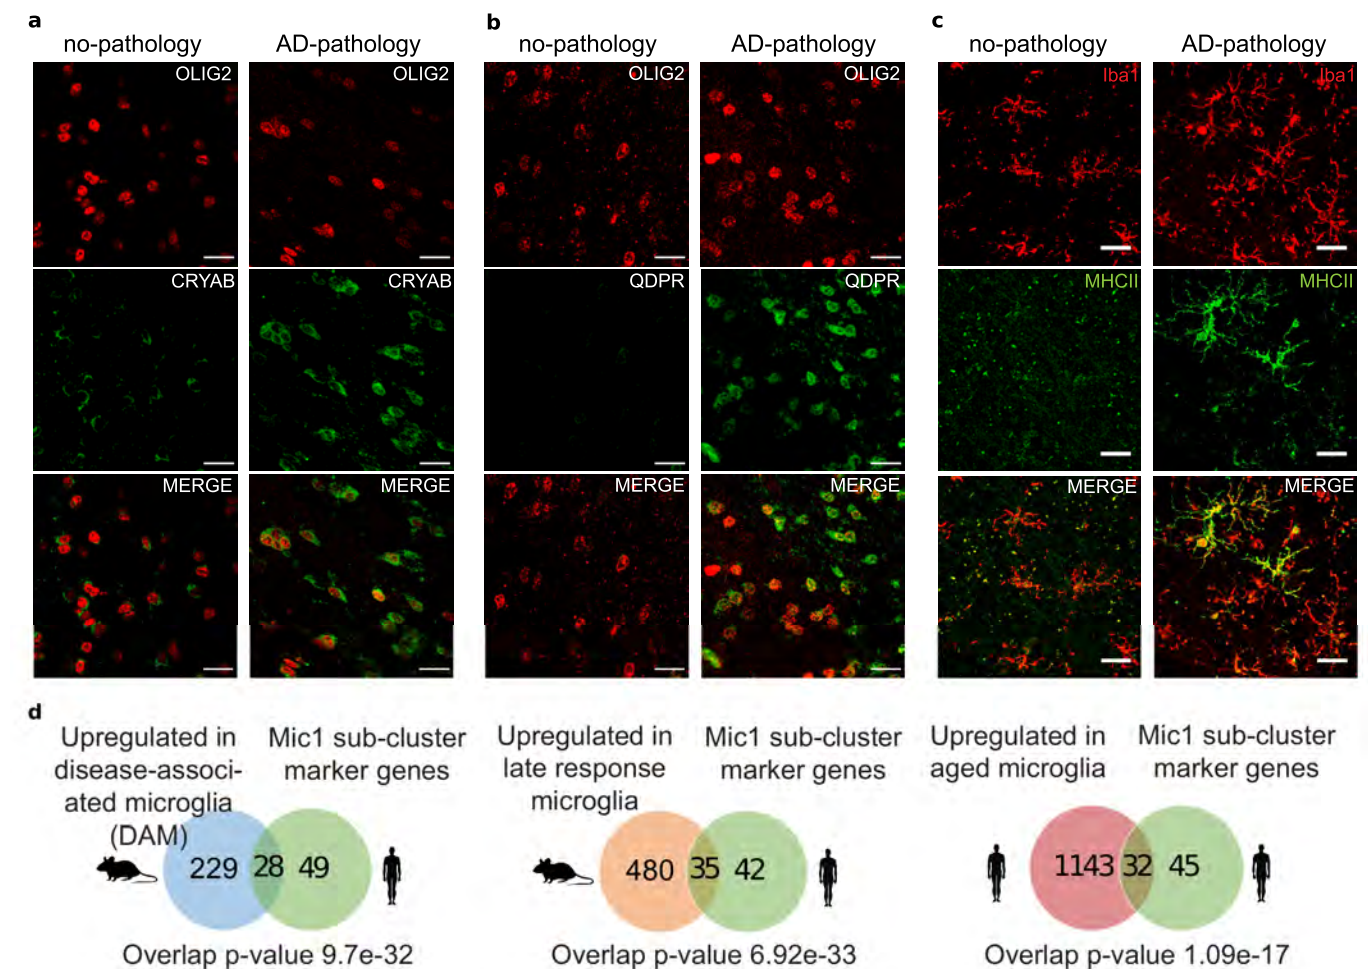 a
b
c
no-pathology
AD-pathology
no-pathology
AD-pathology
no-pathology
AD-pathology
OLIG2
OLIG2
OLIG2
OLIG2
Iba1
Iba1
CRYAB
CRYAB
QDPR
QDPR
MHCII
MHCII
MERGE
MERGE
MERGE
MERGE
MERGE
MERGE
d
Upregulated in
disease-associ-
ated microglia
(DAM)
Mic1 sub-cluster
marker genes
229
28
49
Overlap p-value 9.7e-32
Upregulated in
late response
microglia
Mic1 sub-cluster
marker genes
480
35
42
Overlap p-value 6.92e-33
Upregulated in
aged microglia
Mic1 sub-cluster
marker genes
1143
32
45
Overlap p-value 1.09e-17